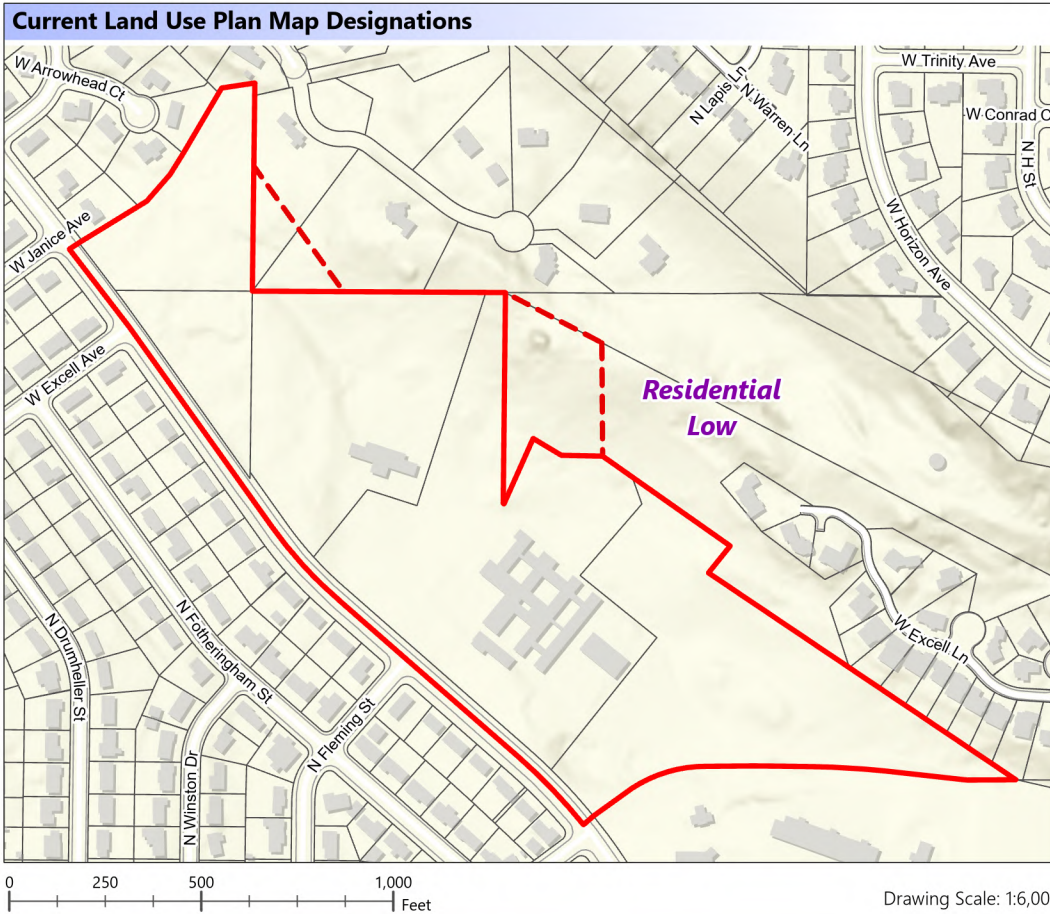 Current Land Use Plan Map Designations
W Arrowhead Ct
N Lapis Ln
N Warren Ln
W Trinity Ave
W Conrad C
N H St
W Janice Ave
W Horizon Ave
W Excell Ave
Residential
Low
N Drumheller St
N Fotheringham St
W Excell Ln
N Fleming St
N Winston Dr
0 250 500 1,000
Feet
Drawing Scale: 1:6,00